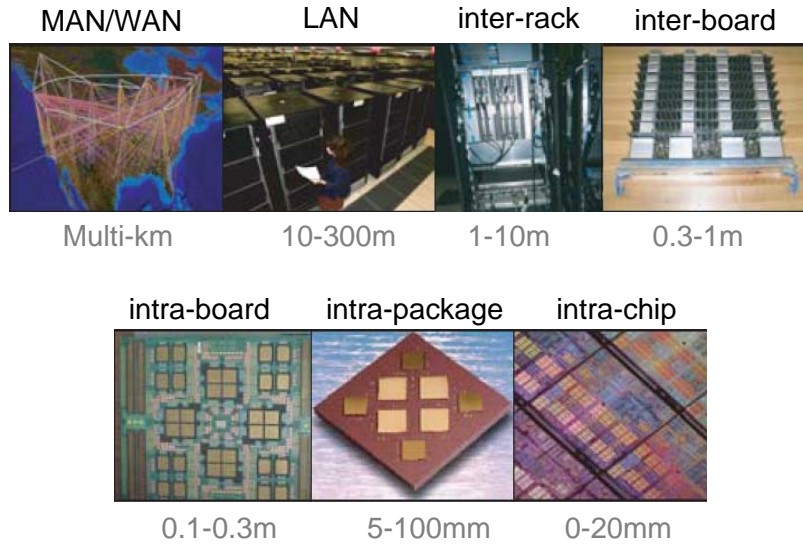 MAN/WAN LAN inter-rack inter-board
Multi-km 10-300m 1-10m 0.3-1m
intra-board intra-package intra-chip
0.1-0.3m 5-100mm 0-20mm